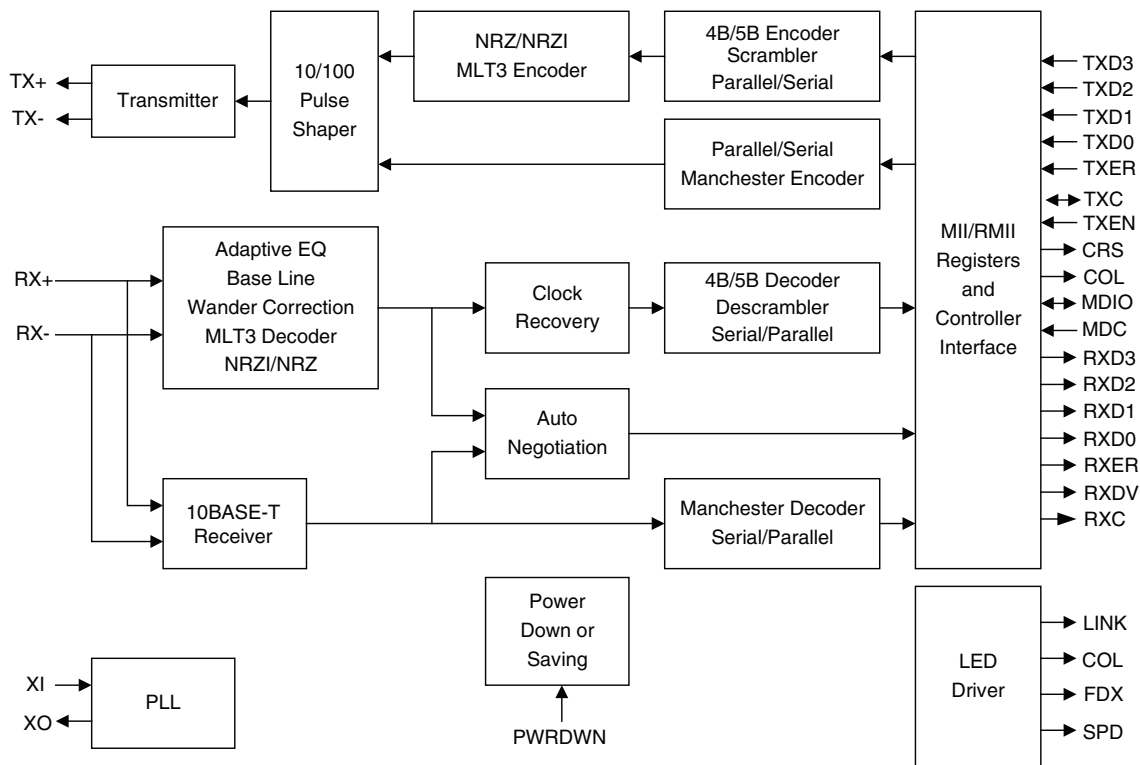 NRZ/NRZI
MLT3 Encoder
4B/5B Encoder
Scrambler
Parallel/Serial
10/100
Pulse
Shaper
Transmitter
TX+
TX-
Parallel/Serial
Manchester Encoder
TXD3
TXD2
TXD1
TXD0
TXER
TXC
TXEN
CRS
COL
MDIO
MDC
RXD3
RXD2
RXD1
RXD0
RXER
RXDV
RXC
MII/RMII
Registers
and
Controller
Interface
RX+
RX-
Adaptive EQ
Base Line
Wander Correction
MLT3 Decoder
NRZI/NRZ
Clock
Recovery
4B/5B Decoder
Descrambler
Serial/Parallel
Auto
Negotiation
10BASE-T
Receiver
Manchester Decoder
Serial/Parallel
Power
Down or
Saving
PWRDWN
XI
XO
PLL
LED
Driver
LINK
COL
FDX
SPD